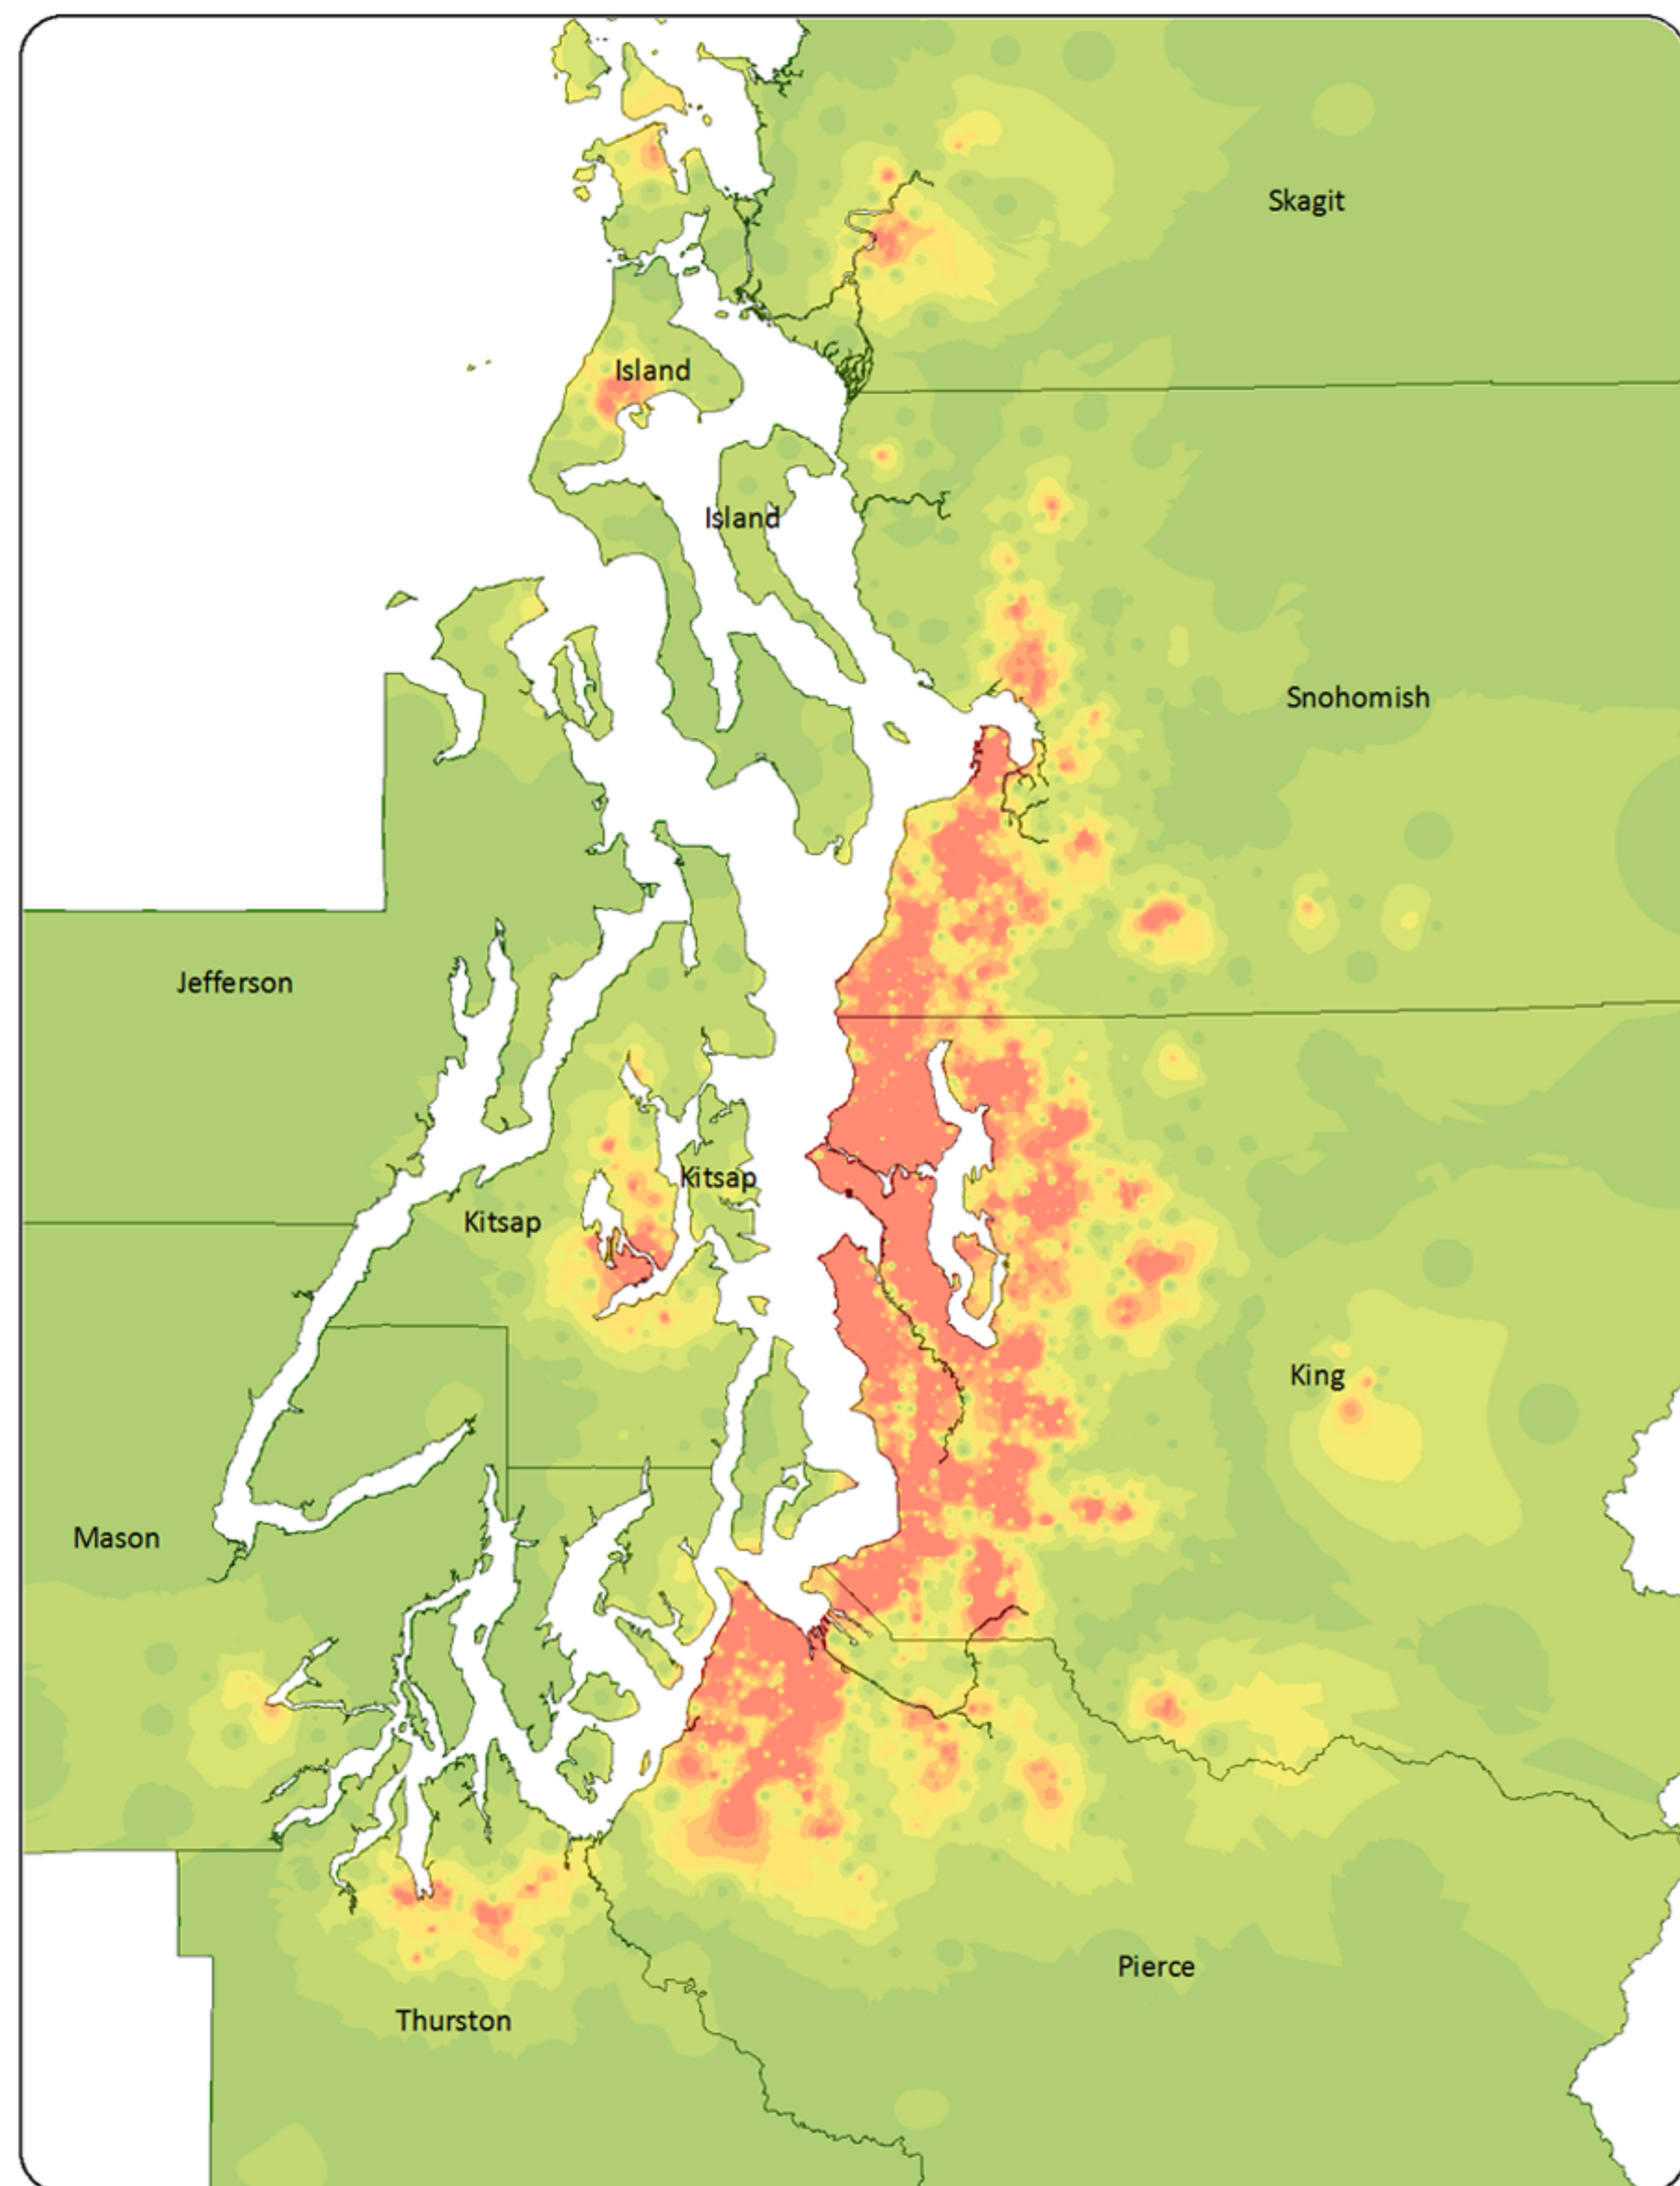 Skagit
Island
Island
Snohomish
Jefferson
Kitsap
Kitsap
King
Mason
Pierce
Thurston